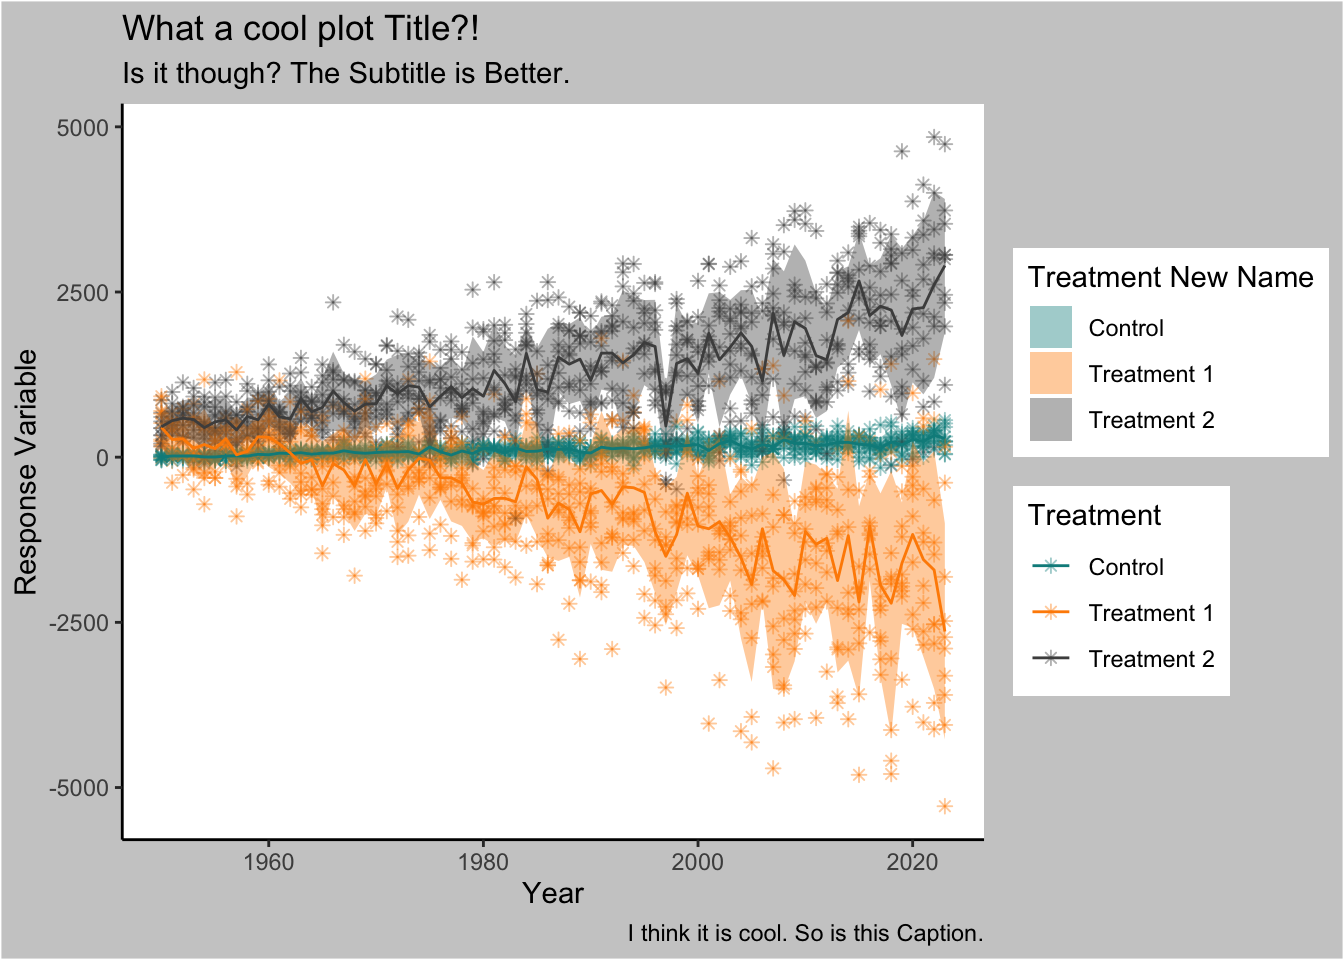 What a cool plot Title?!
Is it though? The Subtitle is Better.
Response Variable
5000
2500
0
-2500
-5000
1960 1980 2000 2020
Year
I think it is cool. So is this Caption.
Treatment New Name
Control
Treatment 1
Treatment 2
Treatment
Control
Treatment 1
Treatment 2